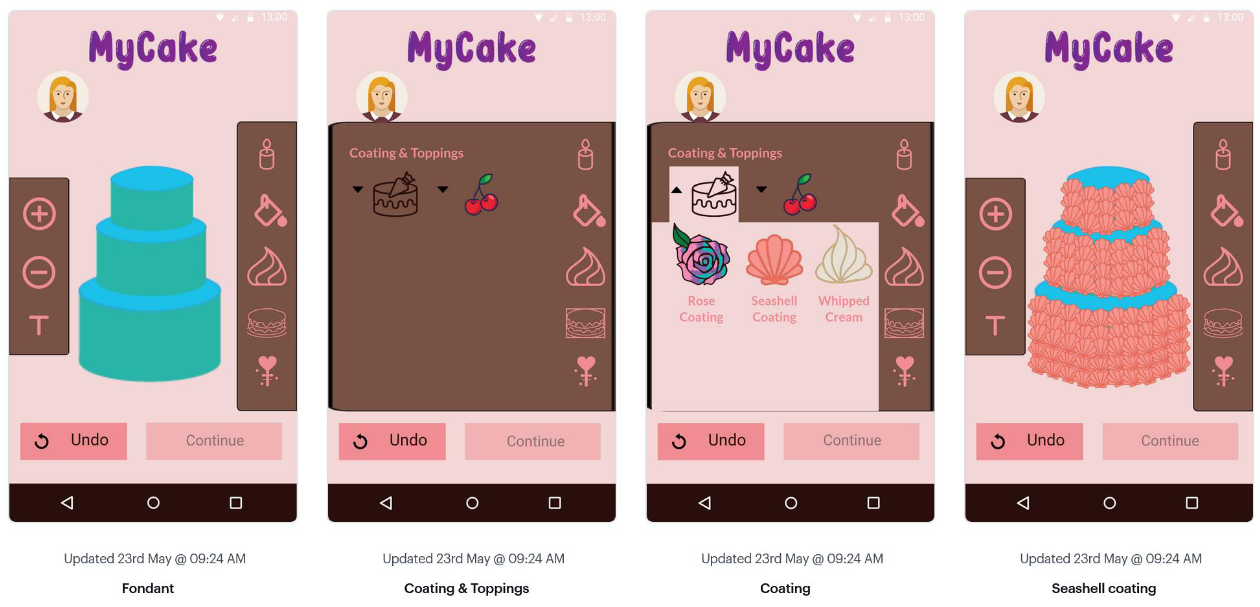 13:00
MyCake
T
Undo
Continue
Updated 23rd May @ 09:24 AM
Fondant
13:00
MyCake
Coating & Toppings
Undo
Continue
Updated 23rd May @ 09:24 AM
Coating & Toppings
13:00
MyCake
Coating & Toppings
Rose
Coating
Seashell
Coating
Whipped
Cream
Undo
Continue
Updated 23rd May @ 09:24 AM
Coating
13:00
MyCake
T
Undo
Continue
Updated 23rd May @ 09:24 AM
Seashell coating